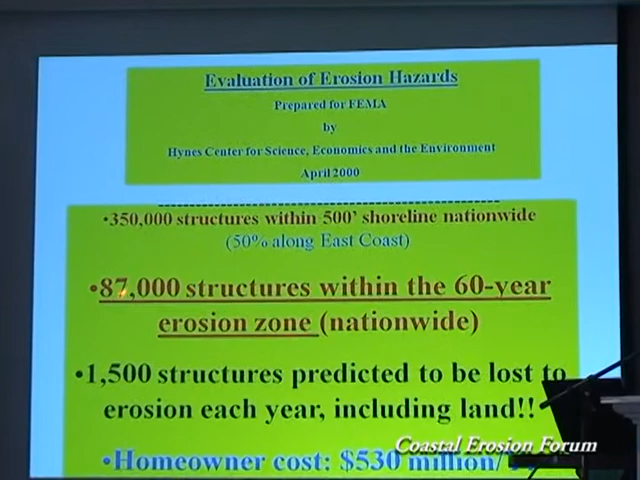 Evaluation of Erosion Hazards
Prepared for FEMA
by
Hynes Center for Science, Economics and the Environment
April 2000
•350,000 structures within 500' shoreline nationwide
(50% along East Coast)
•87,000 structures within the 60-year
erosion zone (nationwide)
•1,500 structures predicted to be lost to
erosion each year, including land!!
Coastal Erosion Forum
•Homeowner cost: $530 million/